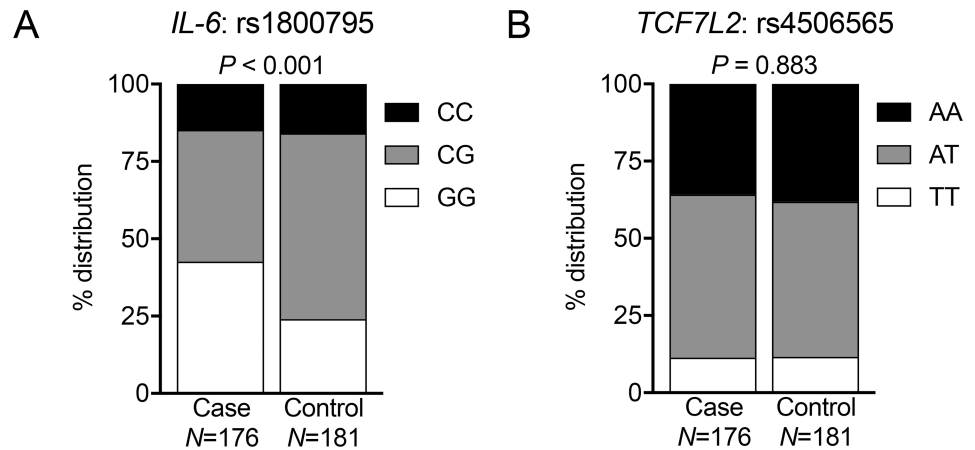 A
IL-6: rs1800795
P < 0.001
% distribution
100
75
50
25
0
CC
CG
GG
Case
N=176
Control
N=181
B
TCF7L2: rs4506565
P = 0.883
% distribution
100
75
50
25
0
AA
AT
TT
Case
N=176
Control
N=181